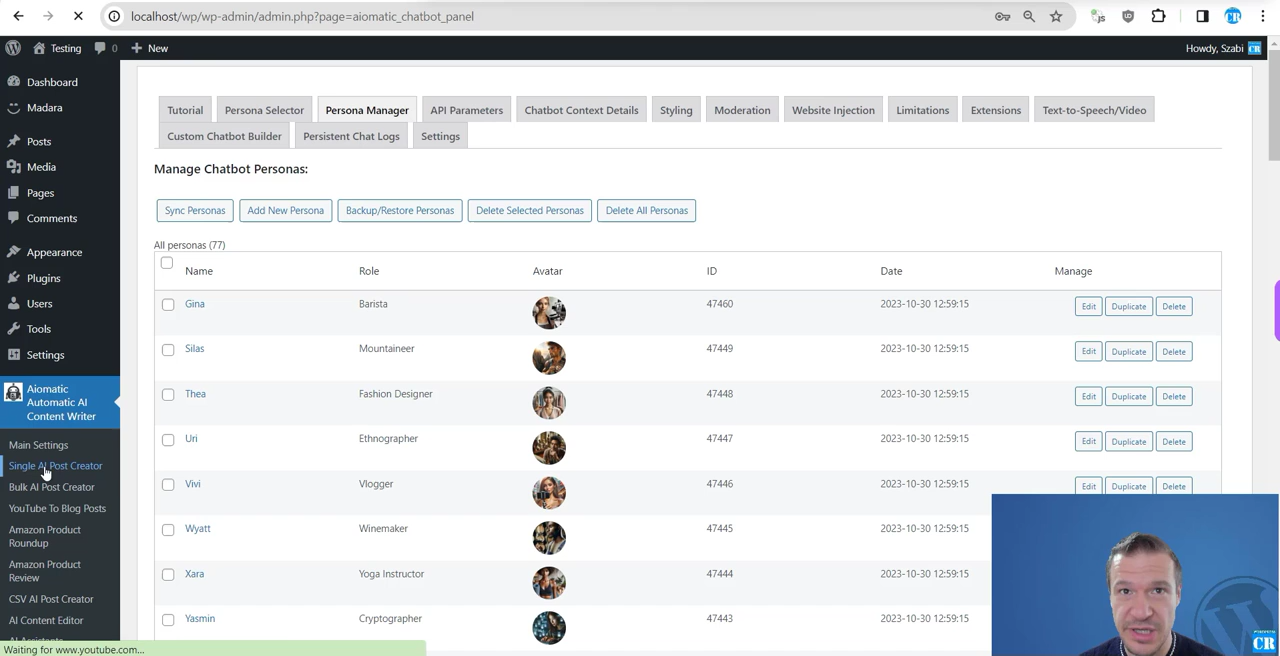 localhost/wp/wp-admin/admin.php?page=aiomatic_chatbot_panel
Testing
0
New
Howdy, Szabi
Dashboard
Madara
Posts
Media
Pages
Comments
Appearance
Plugins
Users
Tools
Settings
Aiomatic
Automatic AI
Content Writer
Main Settings
Single AI Post Creator
Bulk AI Post Creator
YouTube To Blog Posts
Amazon Product
Roundup
Amazon Product
Review
CSV AI Post Creator
AI Content Editor
AI Assistants
Waiting for www.youtube.com...
Tutorial Persona Selector Persona Manager API Parameters Chatbot Context Details Styling Moderation Website Injection Limitations Extensions Text-to-Speech/Video
Custom Chatbot Builder Persistent Chat Logs Settings
Manage Chatbot Personas:
Sync Personas Add New Persona Backup/Restore Personas Delete Selected Personas Delete All Personas
All personas (77)
Name Role Avatar ID Date Manage
Gina Barista 47460 2023-10-30 12:59:15 Edit Duplicate Delete
Silas Mountaineer 47449 2023-10-30 12:59:15 Edit Duplicate Delete
Thea Fashion Designer 47448 2023-10-30 12:59:15 Edit Duplicate Delete
Uri Ethnographer 47447 2023-10-30 12:59:15 Edit Duplicate Delete
Vivi Vlogger 47446 2023-10-30 12:59:15 Edit Duplicate Delete
Wyatt Winemaker 47445 2023-10-30 12:59:15
Xara Yoga Instructor 47444 2023-10-30 12:59:15
Yasmin Cryptographer 47443 2023-10-30 12:59:15
CR